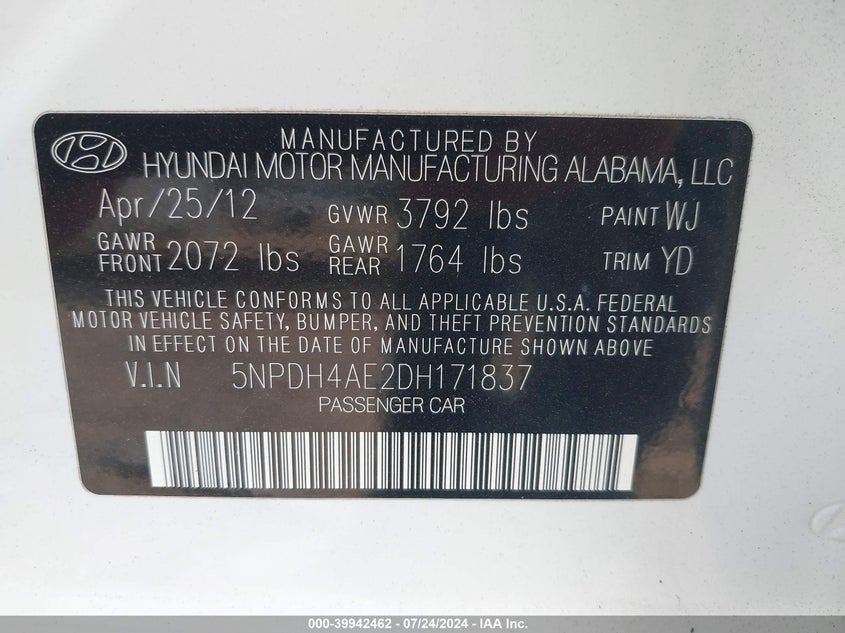 MANUFACTURED BY
HYUNDAI MOTOR MANUFACTURING ALABAMA, LLC
Apr/25/12 GVWR 3792 lbs PAINT WJ
GAWR FRONT 2072 lbs GAWR REAR 1764 lbs TRIM YD
THIS VEHICLE CONFORMS TO ALL APPLICABLE U.S.A. FEDERAL
MOTOR VEHICLE SAFETY, BUMPER, AND THEFT PREVENTION STANDARDS
IN EFFECT ON THE DATE OF MANUFACTURE SHOWN ABOVE
V.I.N 5NPDH4AE2DH171837
PASSENGER CAR
000-39942462 - 07/24/2024 - IAA Inc.